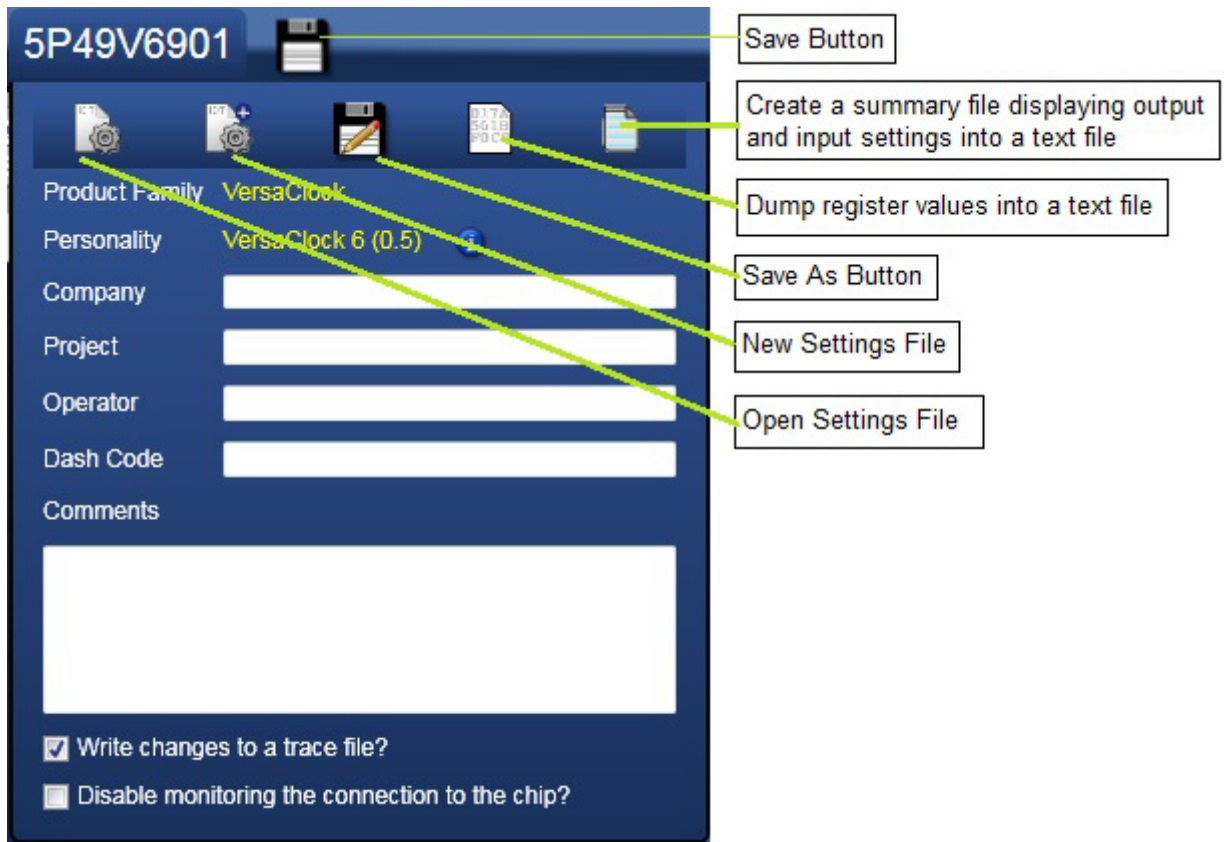 5P49V6901
Save Button
Create a summary file displaying output
and input settings into a text file
Dump register values into a text file
Save As Button
New Settings File
Open Settings File
Product Family VersaClock
Personality VersaClock 6 (0.5)
Company
Project
Operator
Dash Code
Comments
Write changes to a trace file?
Disable monitoring the connection to the chip?